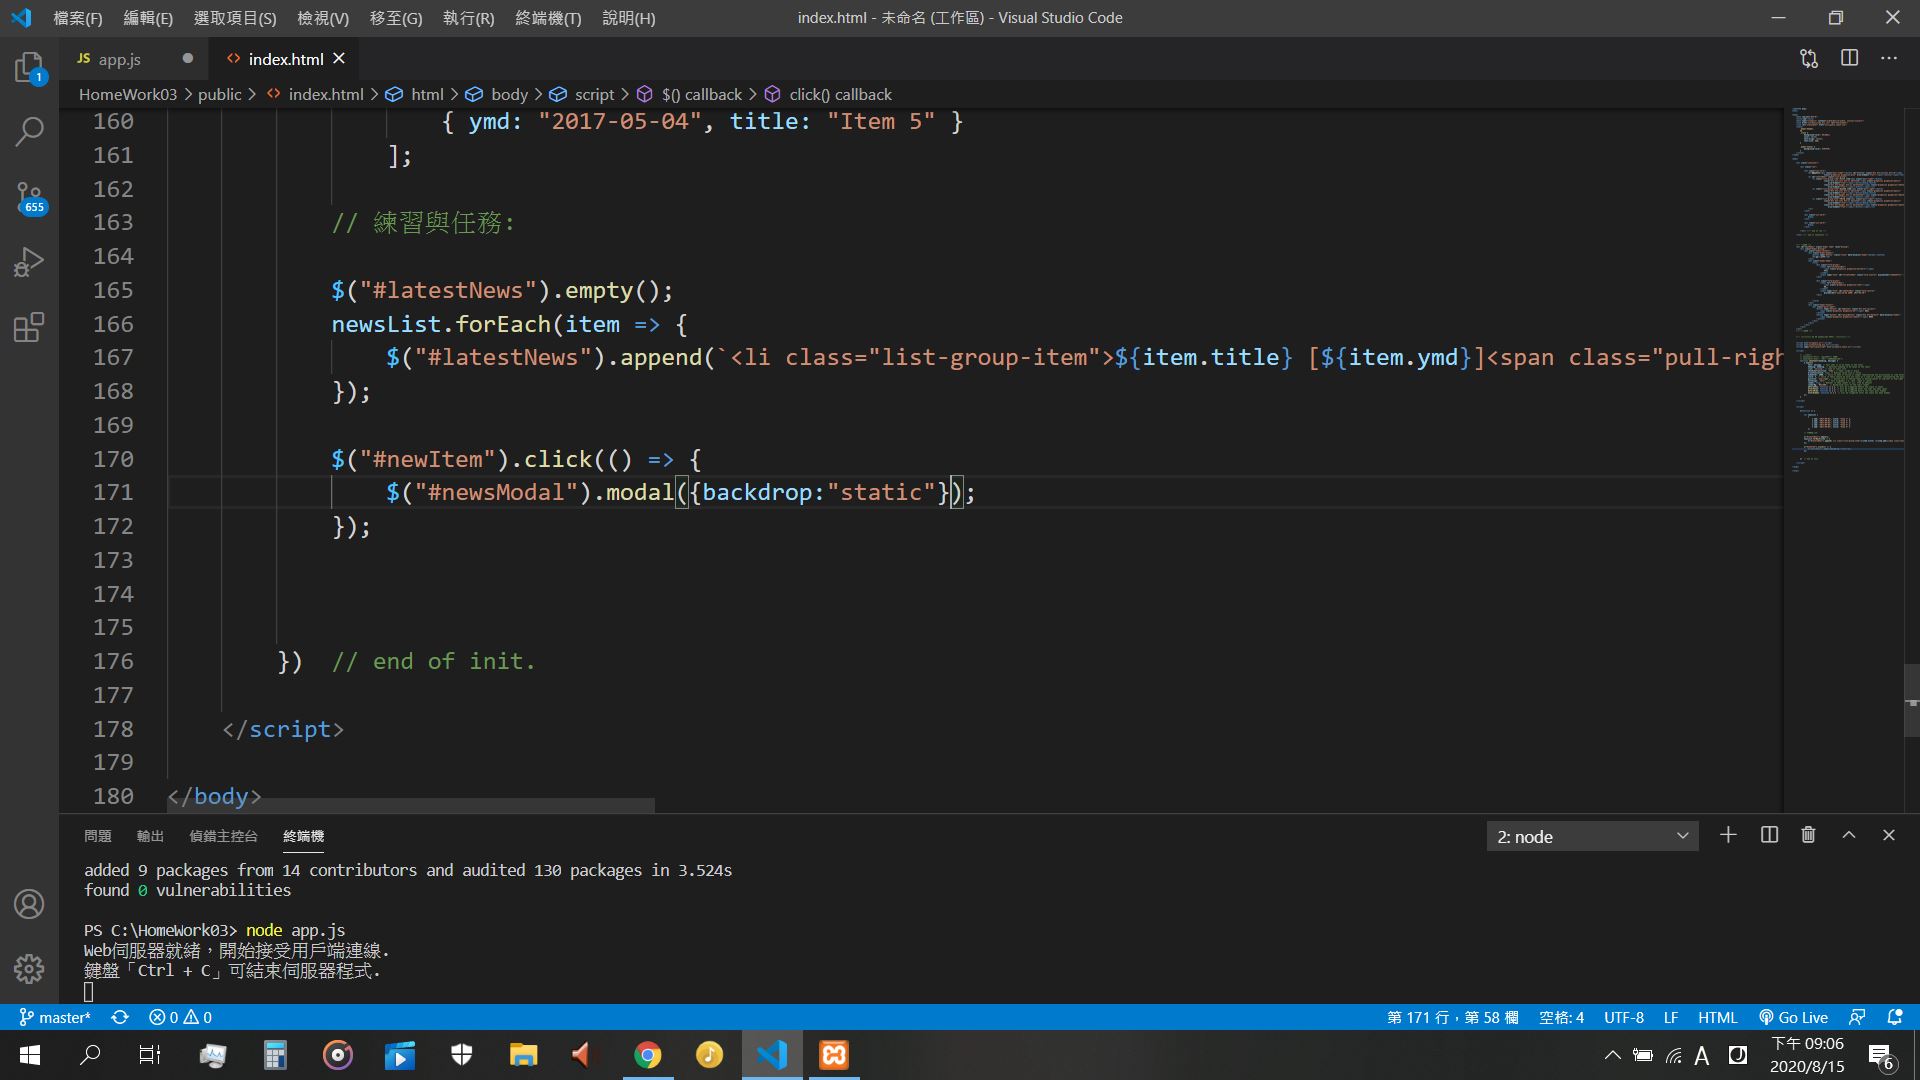 檔案(F) 編輯(E) 選取項目(S) 檢視(V) 移至(G) 執行(R) 終端機(T) 說明(H) index.html - 未命名 (工作區) - Visual Studio Code
JS app.js index.html
HomeWork03 public index.html html body script $() callback click() callback
1
655
160 { ymd: "2017-05-04", title: "Item 5" }
161 ];
162
163 // 練習與任務:
164
165 $("#latestNews").empty();
166 newsList.forEach(item => {
167 $("#latestNews").append(`<li class="list-group-item">${item.title} [${item.ymd}]<span class="pull-righ
168 });
169
170 $("#newItem").click(() => {
171 $("#newsModal").modal({backdrop:"static"});
172 });
173
174
175
176 }) // end of init.
177
178 </script>
179
180 </body>
問題 輸出 偵錯主控台 終端機 2: node
added 9 packages from 14 contributors and audited 130 packages in 3.524s
found 0 vulnerabilities
PS C:\HomeWork03> node app.js
Web伺服器就緒，開始接受用戶端連線.
鍵盤「Ctrl + C」可結束伺服器程式.
master* 0 0 第 171 行，第 58 欄 空格: 4 UTF-8 LF HTML Go Live
A 下午 09:06
2020/8/15 6